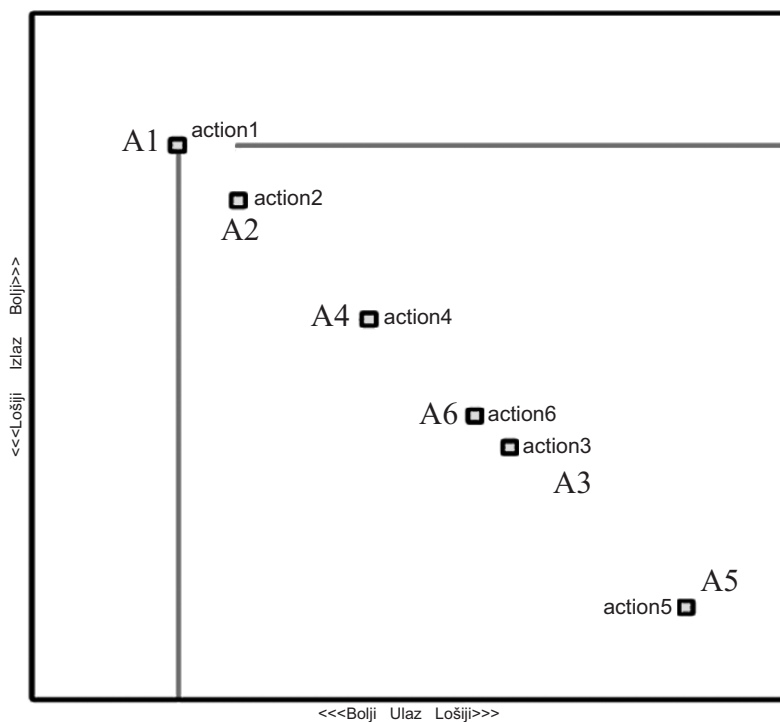 A1 action1
action2
A2
A4 action4
A6 action6
action3
A3
A5
action5
<<<Lošiji Izlaz Bolji>>>
<<<Bolji Ulaz Lošiji>>>